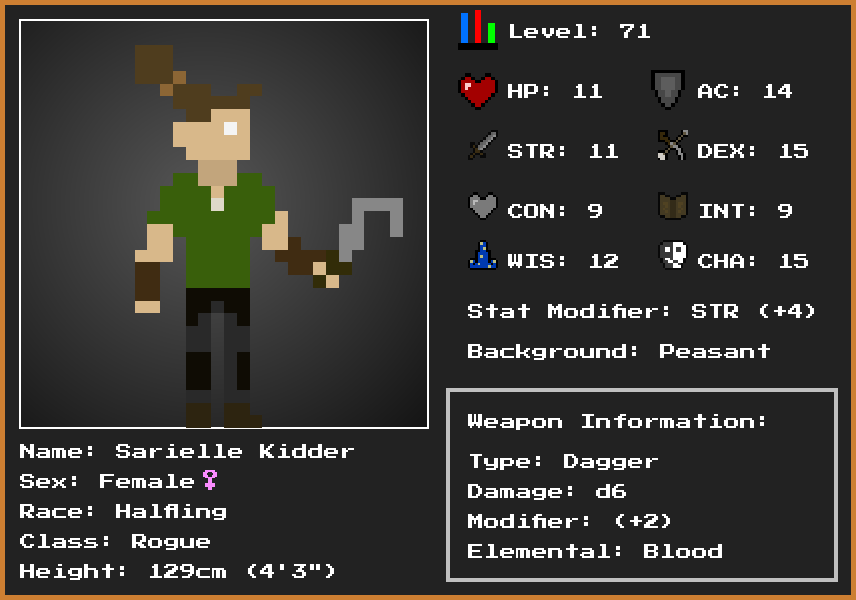 Level: 71
HP: 11 AC: 14
STR: 11 DEX: 15
CON: 9 INT: 9
WIS: 12 CHA: 15
Stat Modifier: STR (+4)
Background: Peasant
Weapon Information:
Type: Dagger
Damage: d6
Modifier: (+2)
Elemental: Blood
Name: Sarielle Kidder
Sex: Female♀
Race: Halfling
Class: Rogue
Height: 129cm (4'3")